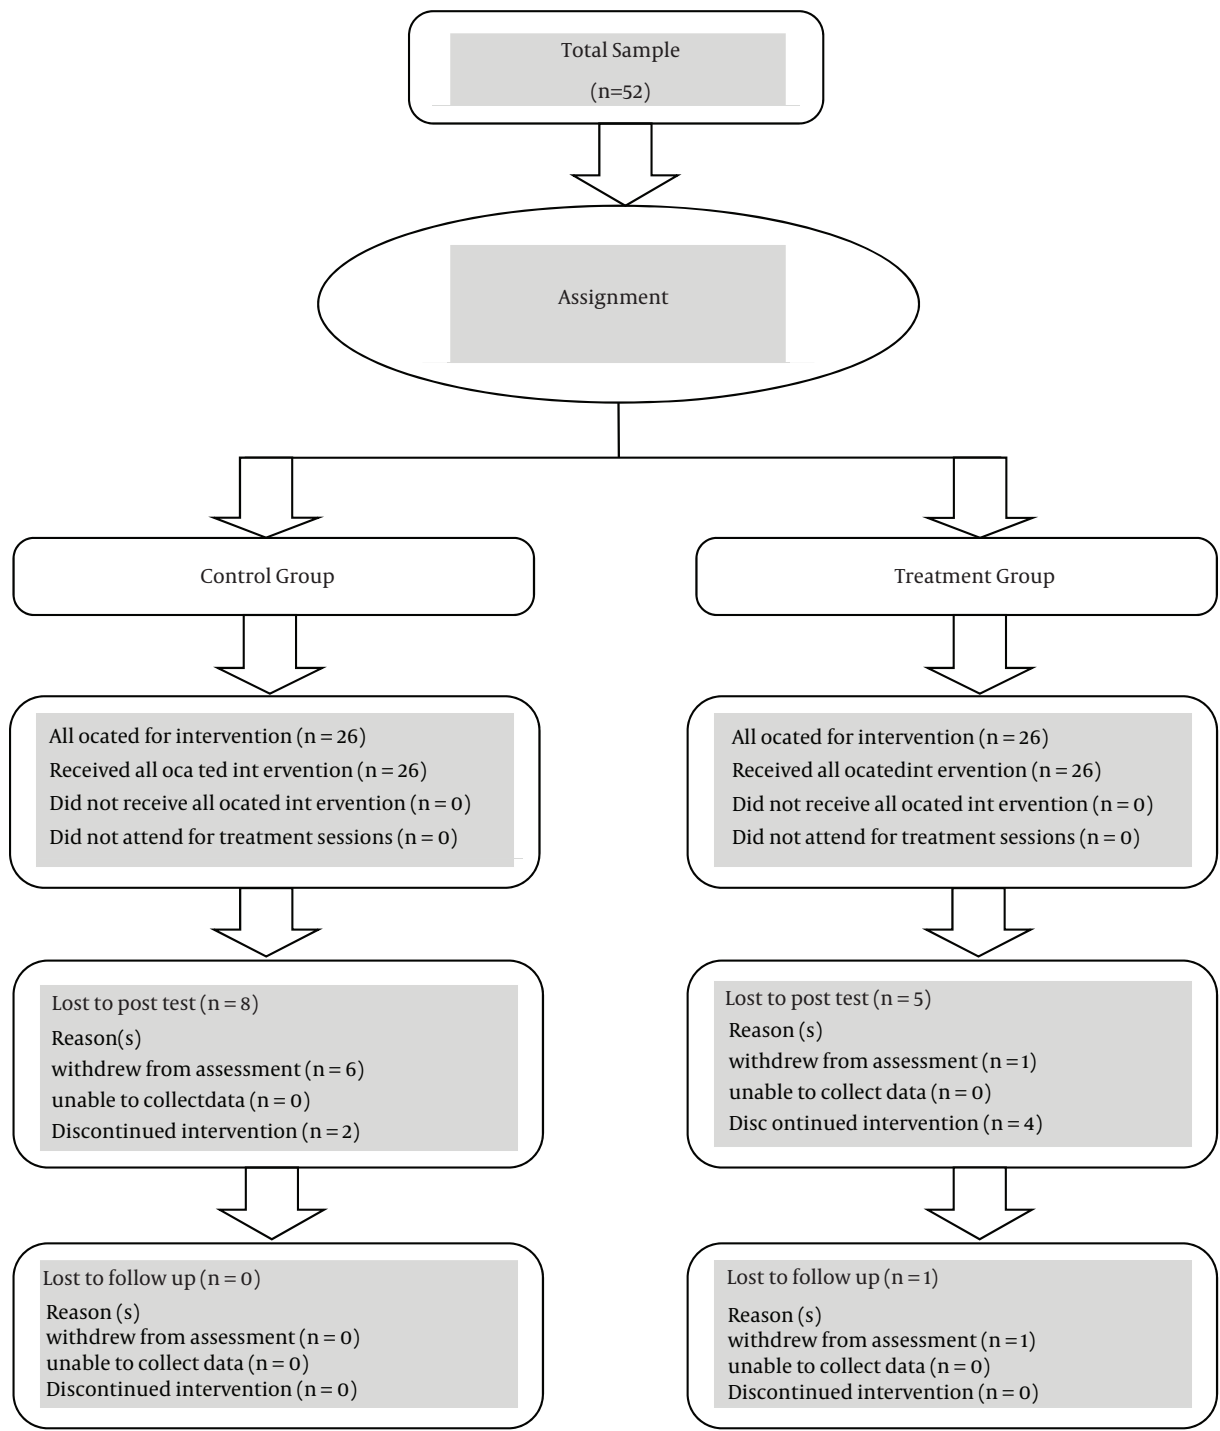 Total Sample
(n=52)
Assignment
Control Group
Treatment Group
All ocated for intervention (n = 26)
Received all oca ted int ervention (n = 26)
Did not receive all ocated int ervention (n = 0)
Did not attend for treatment sessions (n = 0)
All ocated for intervention (n = 26)
Received all ocatedint ervention (n = 26)
Did not receive all ocated int ervention (n = 0)
Did not attend for treatment sessions (n = 0)
Lost to post test (n = 8)
Reason(s)
withdrew from assessment (n = 6)
unable to collectdata (n = 0)
Discontinued intervention (n = 2)
Lost to post test (n = 5)
Reason (s)
withdrew from assessment (n = 1)
unable to collect data (n = 0)
Disc ontinued intervention (n = 4)
Lost to follow up (n = 0)
Reason (s)
withdrew from assessment (n = 0)
unable to collect data (n = 0)
Discontinued intervention (n = 0)
Lost to follow up (n = 1)
Reason (s)
withdrew from assessment (n = 1)
unable to collect data (n = 0)
Discontinued intervention (n = 0)